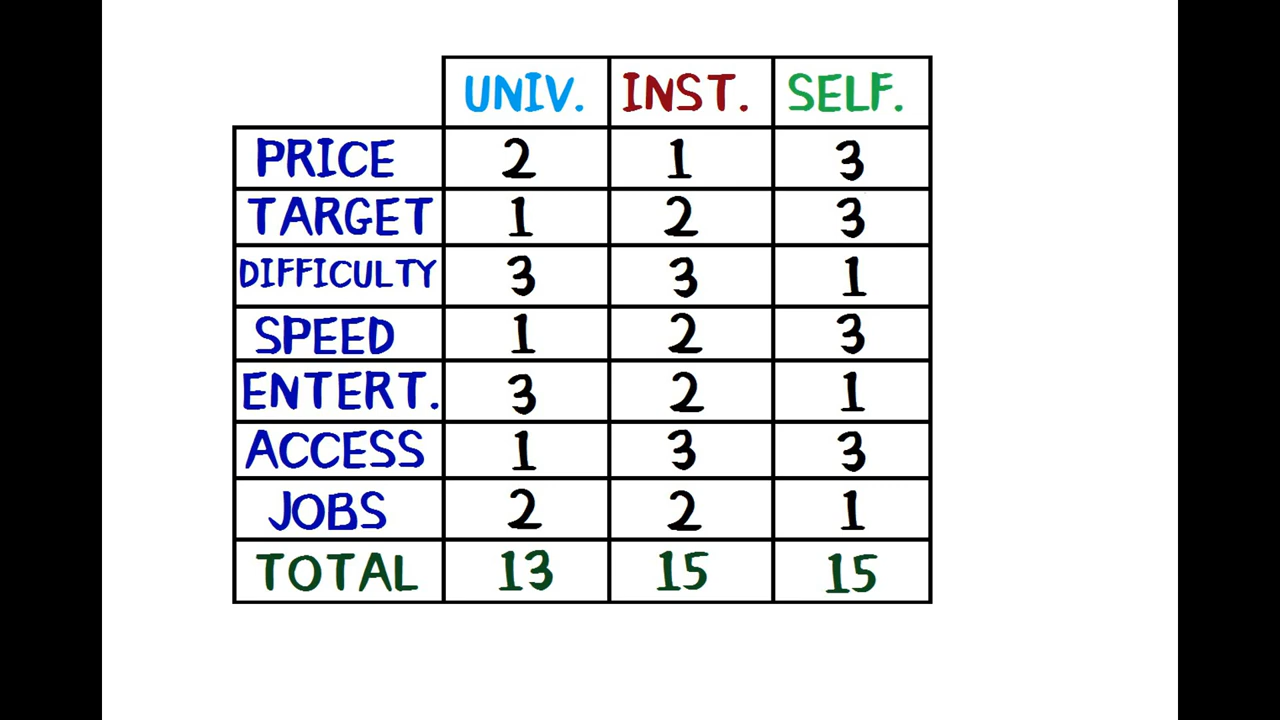 UNIV. INST. SELF.
PRICE 2 1 3
TARGET 1 2 3
DIFFICULTY 3 3 1
SPEED 1 2 3
ENTERT. 3 2 1
ACCESS 1 3 3
JOBS 2 2 1
TOTAL 13 15 15